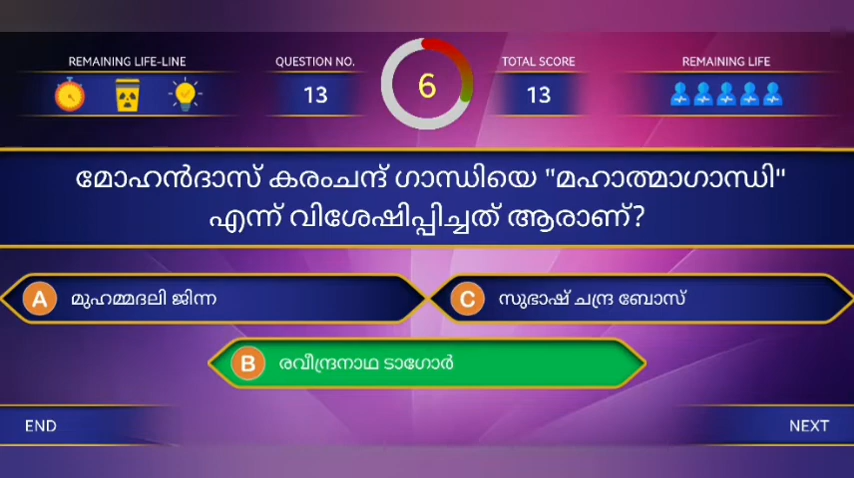 REMAINING LIFE-LINE
QUESTION NO.
13
6
TOTAL SCORE
13
REMAINING LIFE
മോഹൻദാസ് കരംചന്ദ് ഗാന്ധിയെ "മഹാത്മാഗാന്ധി"
എന്ന് വിശേഷിപ്പിച്ചത് ആരാണ്?
A മുഹമ്മദലി ജിന്ന
C സുഭാഷ് ചന്ദ്ര ബോസ്
B രവീന്ദ്രനാഥ ടാഗോർ
END
NEXT